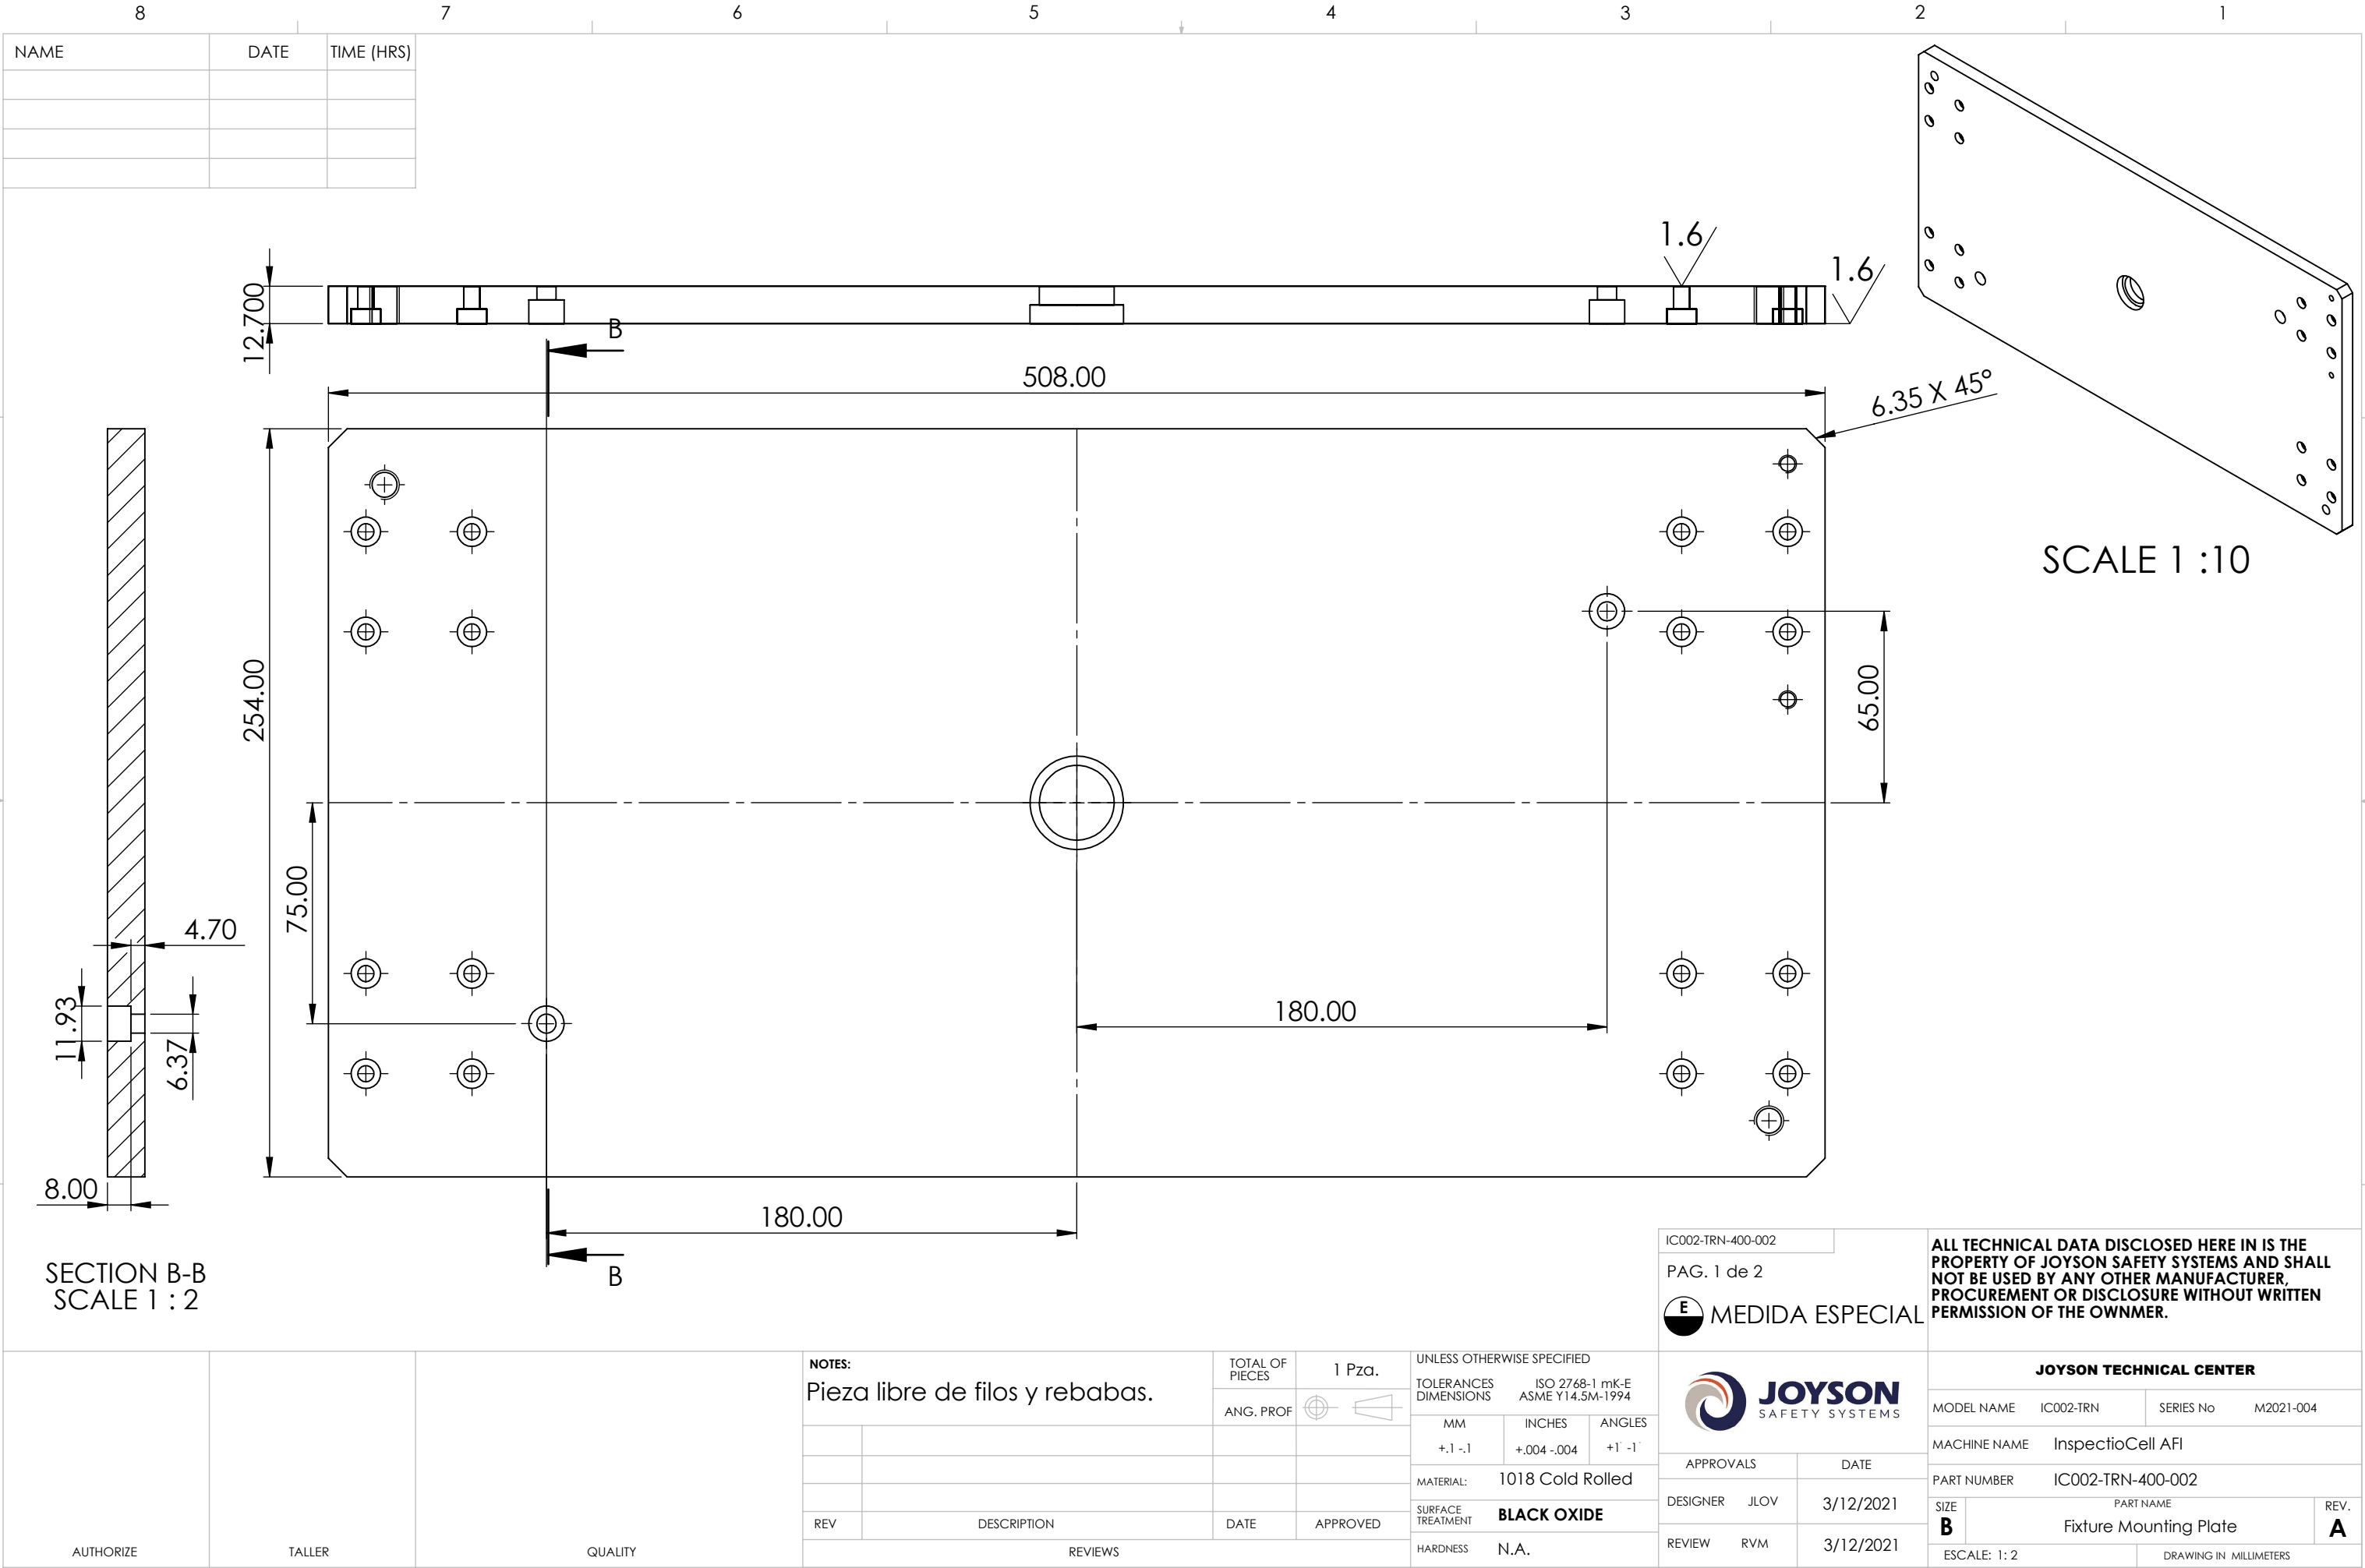 8 7 6 5 4 3 2 1
NAME DATE TIME (HRS)
1.6
1.6
12.700
B
508.00
6.35 X 45°
SCALE 1 :10
254.00
65.00
75.00
4.70
11.93
6.37
180.00
8.00
180.00
B
SECTION B-B
SCALE 1 : 2
IC002-TRN-400-002
PAG. 1 de 2
E MEDIDA ESPECIAL
ALL TECHNICAL DATA DISCLOSED HERE IN IS THE
PROPERTY OF JOYSON SAFETY SYSTEMS AND SHALL
NOT BE USED BY ANY OTHER MANUFACTURER,
PROCUREMENT OR DISCLOSURE WITHOUT WRITTEN
PERMISSION OF THE OWNMER.
NOTES:
Pieza libre de filos y rebabas.
TOTAL OF
PIECES
1 Pza.
ANG. PROF
REV DESCRIPTION DATE APPROVED
REVIEWS
AUTHORIZE TALLER QUALITY
UNLESS OTHERWISE SPECIFIED
TOLERANCES ISO 2768-1 mK-E
DIMENSIONS ASME Y14.5M-1994
MM INCHES ANGLES
+.1 -.1 +.004 -.004 +1° -1°
MATERIAL: 1018 Cold Rolled
SURFACE
TREATMENT
BLACK OXIDE
HARDNESS N.A.
JOYSON
SAFETY SYSTEMS
APPROVALS DATE
DESIGNER JLOV 3/12/2021
REVIEW RVM 3/12/2021
JOYSON TECHNICAL CENTER
MODEL NAME IC002-TRN SERIES No M2021-004
MACHINE NAME InspectioCell AFI
PART NUMBER IC002-TRN-400-002
SIZE PART NAME REV.
B Fixture Mounting Plate A
ESCALE: 1: 2 DRAWING IN MILLIMETERS